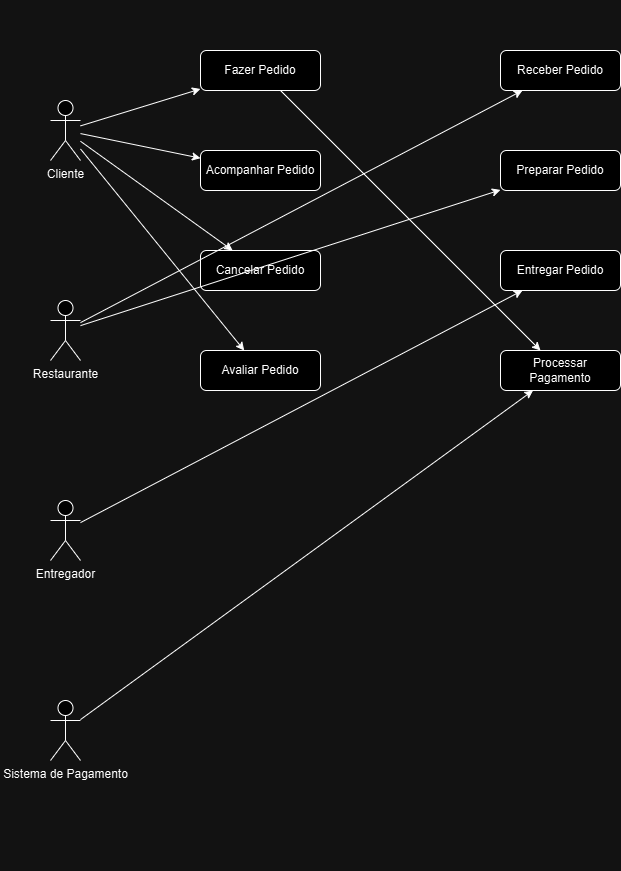 Fazer Pedido
Receber Pedido
Cliente
Acompanhar Pedido
Preparar Pedido
Cancelar Pedido
Entregar Pedido
Restaurante
Avaliar Pedido
Processar
Pagamento
Entregador
Sistema de Pagamento